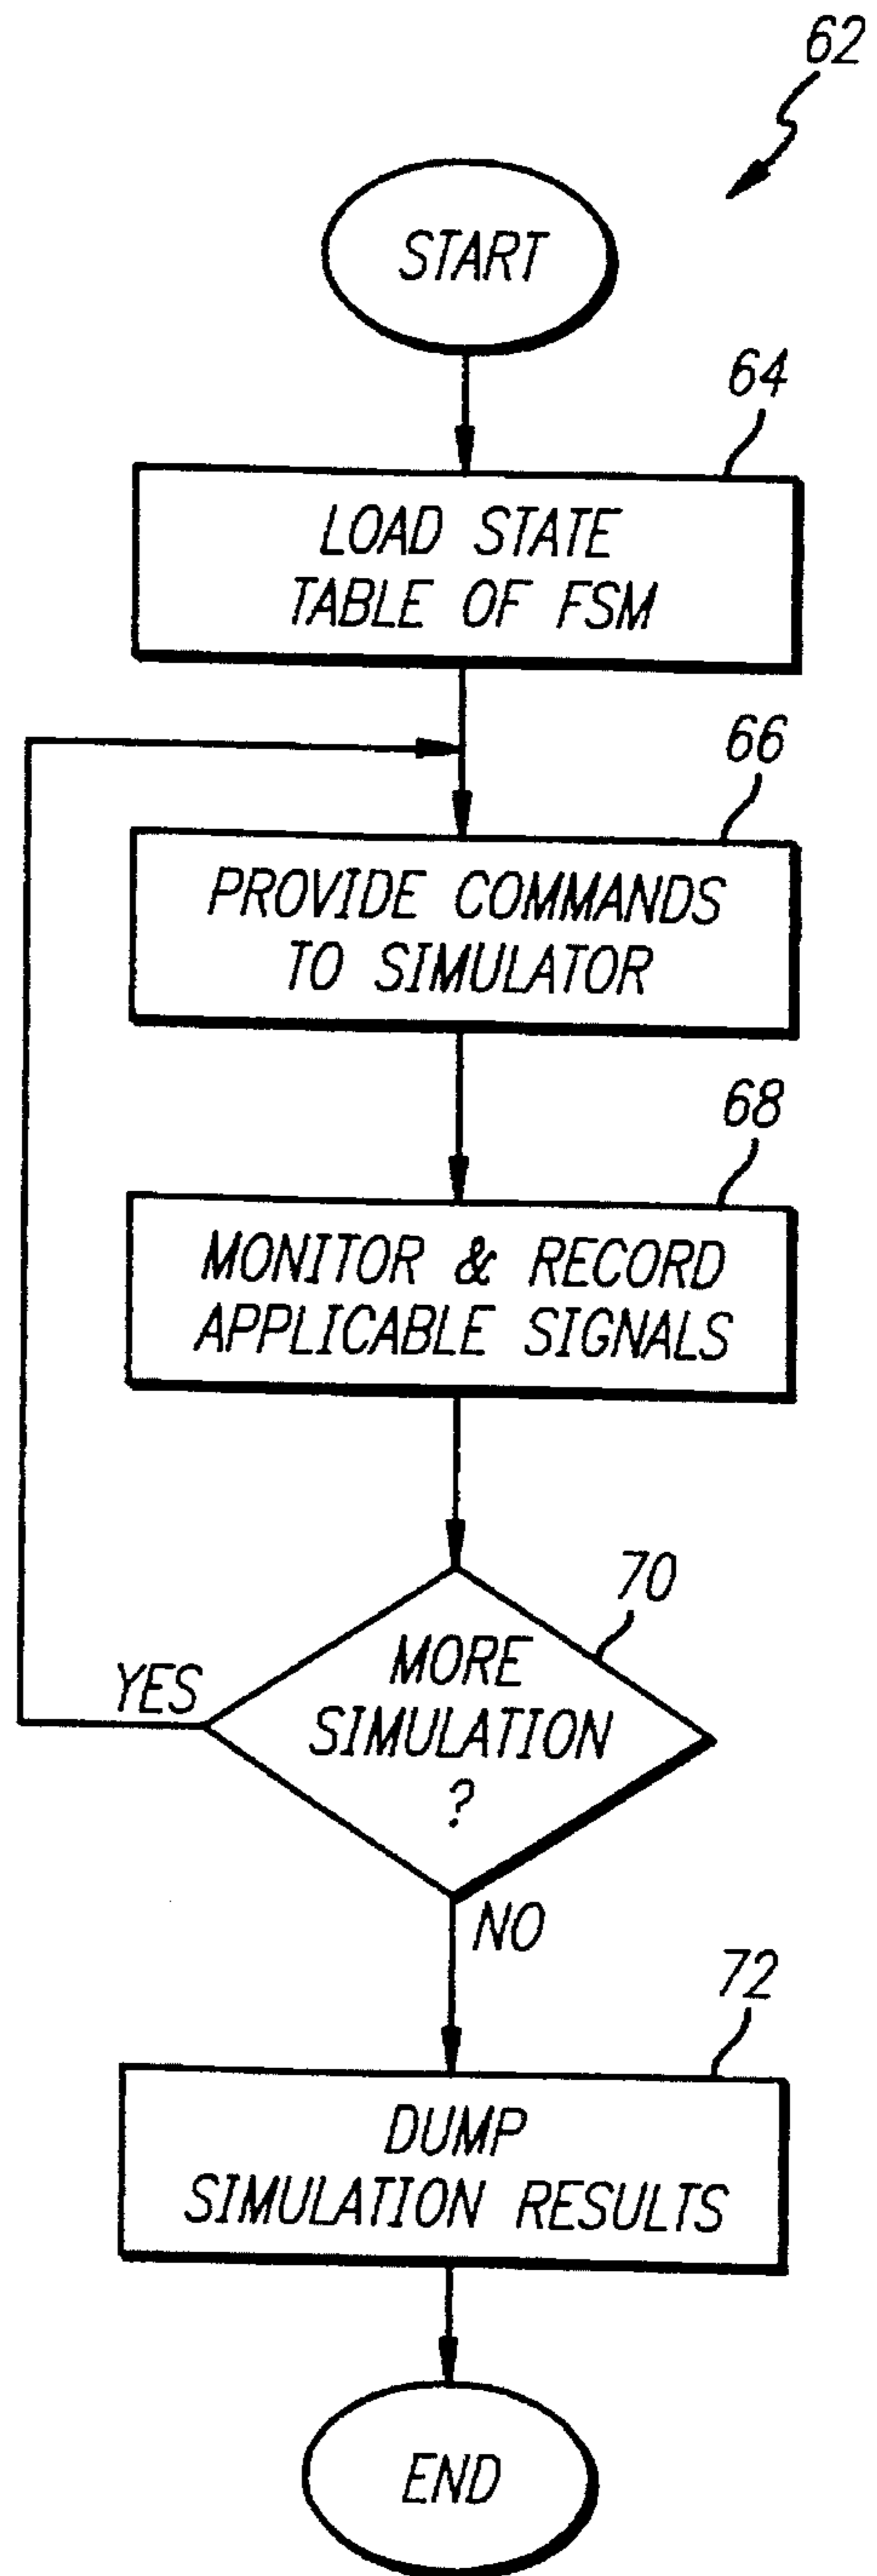 62
START
64
LOAD STATE
TABLE OF FSM
66
PROVIDE COMMANDS
TO SIMULATOR
68
MONITOR & RECORD
APPLICABLE SIGNALS
70
MORE
SIMULATION
?
YES
NO
72
DUMP
SIMULATION RESULTS
END